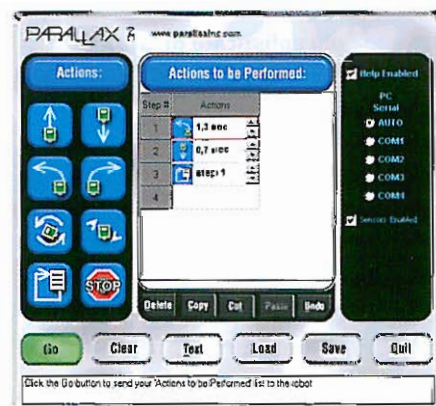 PARALLAX www.parallaxinc.com
Actions:
Actions to be Performed:
Step # Actions
1 1,3 sec
2 0,7 sec
3 step: 1
4
STOP
Delete Copy Cut Paste Undo
Help Enabled
PC
Serial
AUTO
COM1
COM2
COM3
COM4
Sensors Enabled
Go Clear Text Load Save Quit
Click the Go button to send your 'Actions to be Performed' list to the robot